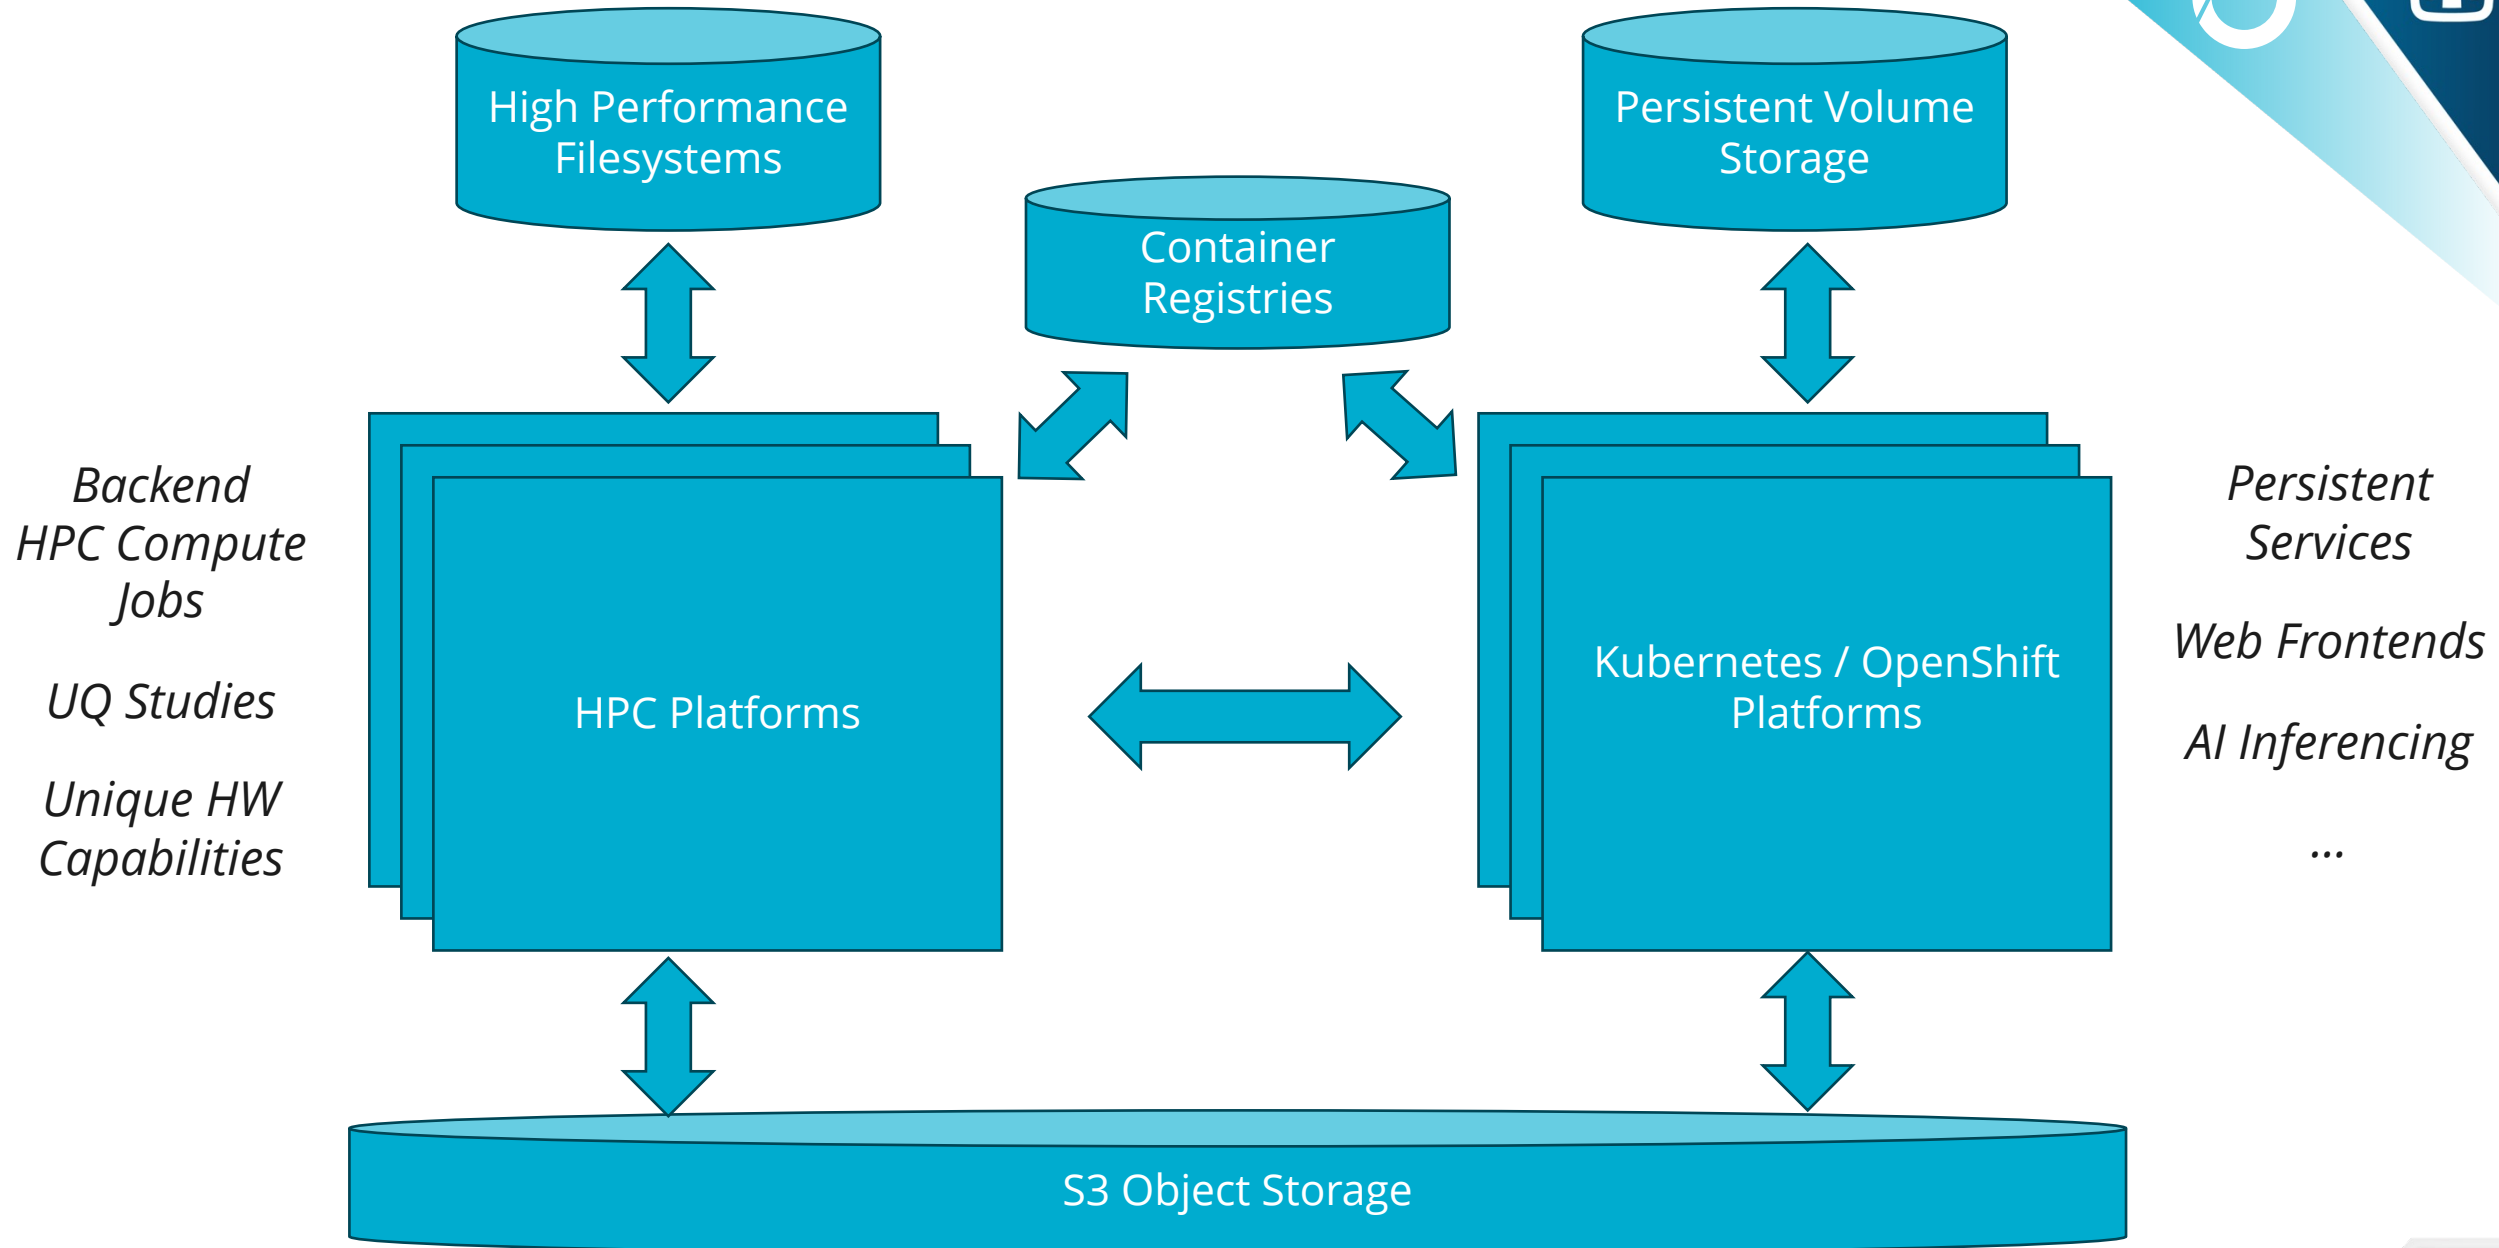 High Performance
Filesystems
Persistent Volume
Storage
Container
Registries
Backend
HPC Compute
Jobs
UQ Studies
Unique HW
Capabilities
HPC Platforms
Kubernetes / OpenShift
Platforms
Persistent
Services
Web Frontends
AI Inferencing
...
S3 Object Storage